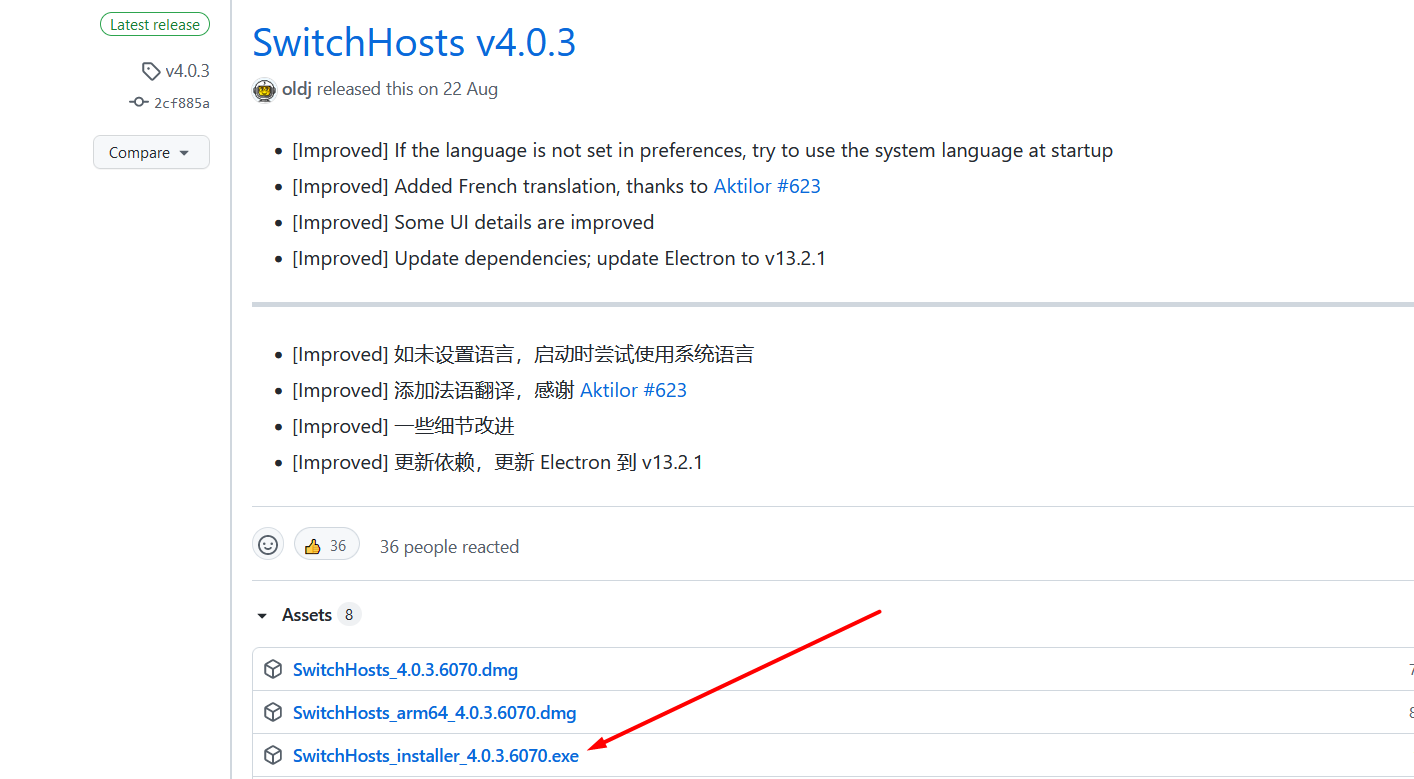 Latest release
v4.0.3
2cf885a
Compare
SwitchHosts v4.0.3
oldj released this on 22 Aug
[Improved] If the language is not set in preferences, try to use the system language at startup
[Improved] Added French translation, thanks to Aktilor #623
[Improved] Some UI details are improved
[Improved] Update dependencies; update Electron to v13.2.1
[Improved] 如未设置语言，启动时尝试使用系统语言
[Improved] 添加法语翻译，感谢 Aktilor #623
[Improved] 一些细节改进
[Improved] 更新依赖，更新 Electron 到 v13.2.1
36 36 people reacted
Assets 8
SwitchHosts_4.0.3.6070.dmg
SwitchHosts_arm64_4.0.3.6070.dmg
SwitchHosts_installer_4.0.3.6070.exe